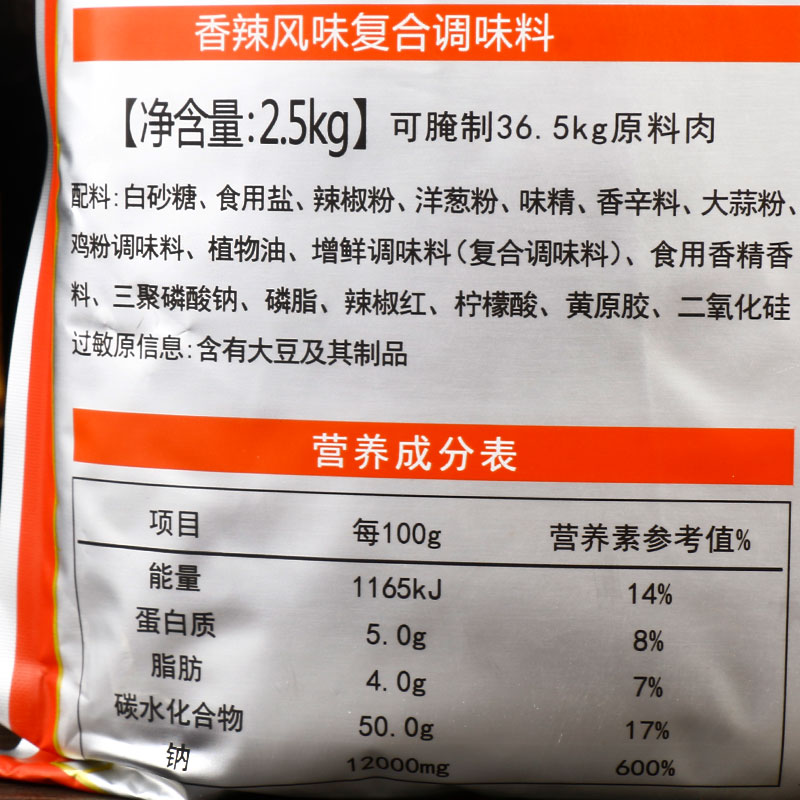 香辣风味复合调味料
【净含量:2.5kg】可腌制36.5kg原料肉
配料:白砂糖、食用盐、辣椒粉、洋葱粉、味精、香辛料、大蒜粉、
鸡粉调味料、植物油、增鲜调味料(复合调味料)、食用香精香
料、三聚磷酸钠、磷脂、辣椒红、柠檬酸、黄原胶、二氧化硅
过敏原信息:含有大豆及其制品
营养成分表
项目 每100g 营养素参考值%
能量 1165kJ 14%
蛋白质 5.0g 8%
脂肪 4.0g 7%
碳水化合物 50.0g 17%
钠 12000mg 600%